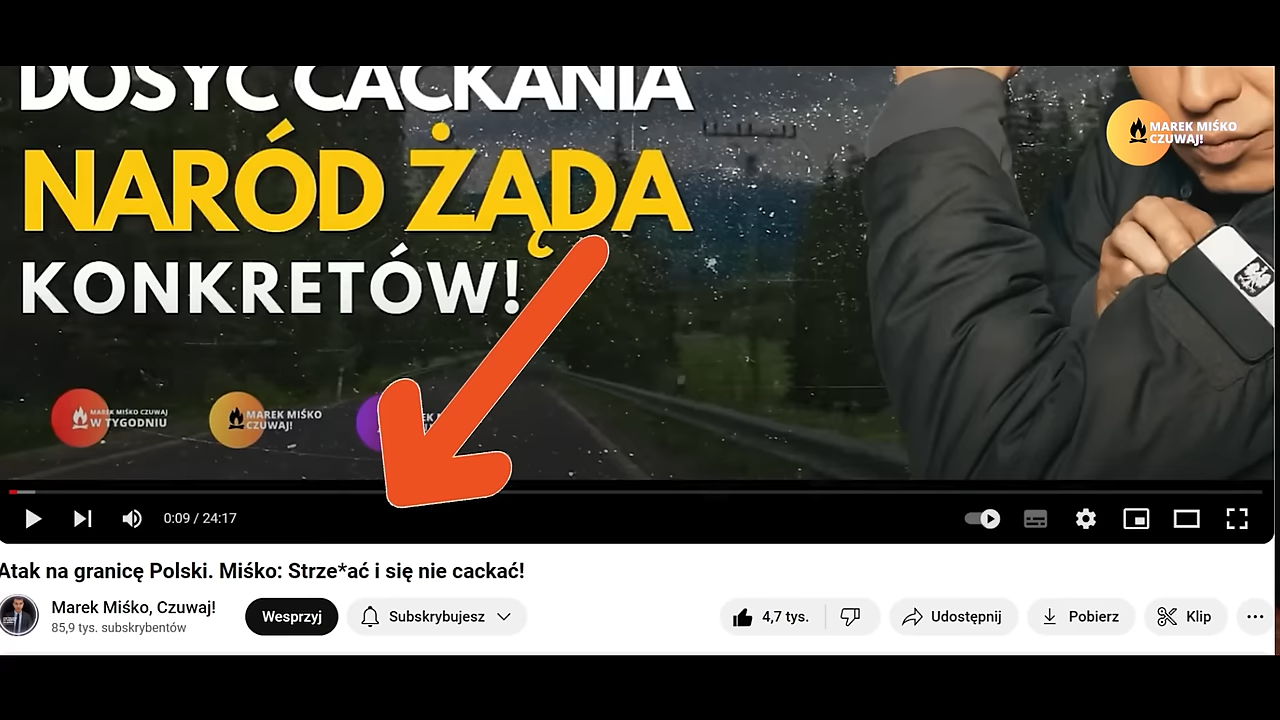 DOSYĆ CACKANIA
NARÓD ŻĄDA
KONKRETÓW!
MAREK MIŚKO
CZUWAJ!
MAREK MIŚKO CZUWAJ
W TYGODNIU
MAREK MIŚKO
CZUWAJ!
0:09 / 24:17
Atak na granicę Polski. Miśko: Strze*ać i się nie cackać!
Marek Miśko, Czuwaj!
85,9 tys. subskrybentów
Wesprzyj
Subskrybujesz
4,7 tys.
Udostępnij
Pobierz
Klip